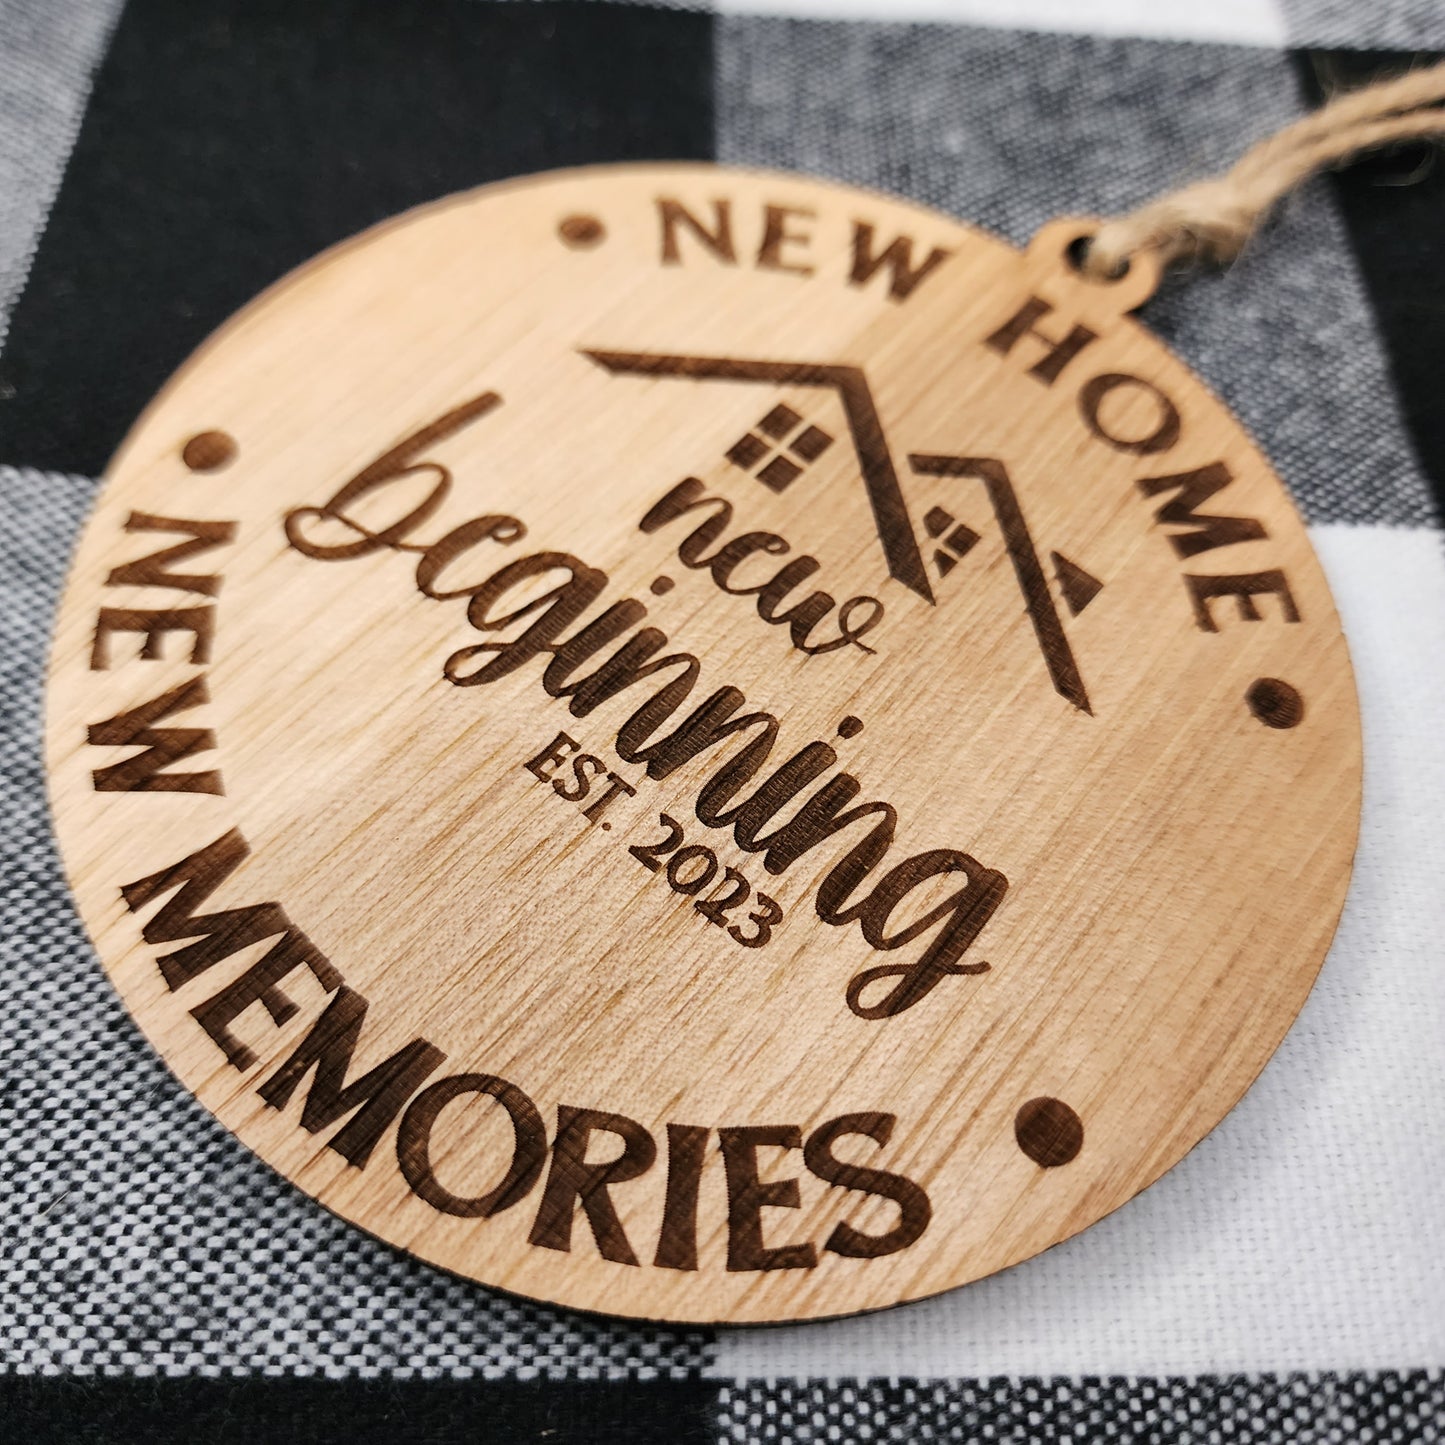 • NEW HOME •
new
beginning
EST. 2023
• NEW MEMORIES •